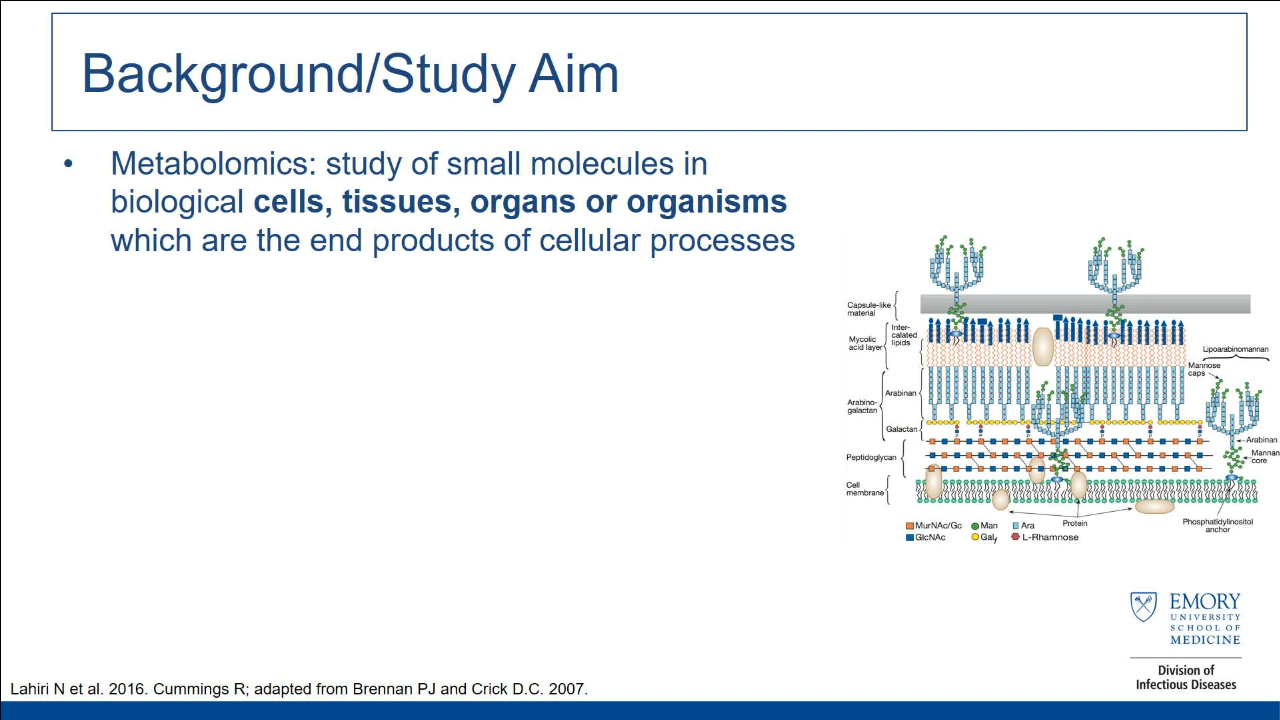 Background/Study Aim
• Metabolomics: study of small molecules in
biological cells, tissues, organs or organisms
which are the end products of cellular processes
Capsule-like
material
Mycolic
acid layer
Inter-
calated
lipids
Arabino-
galactan
Arabinan
Galactan
Peptidoglycan
Cell
membrane
Lipoarabinomannan
Mannose
caps
Arabinan
Mannan
core
Phosphatidylinositol
anchor
Protein
MurNAc/Gc
Man
Ara
GlcNAc
Galf
L-Rhamnose
EMORY
UNIVERSITY
SCHOOL OF
MEDICINE
Division of
Infectious Diseases
Lahiri N et al. 2016. Cummings R; adapted from Brennan PJ and Crick D.C. 2007.